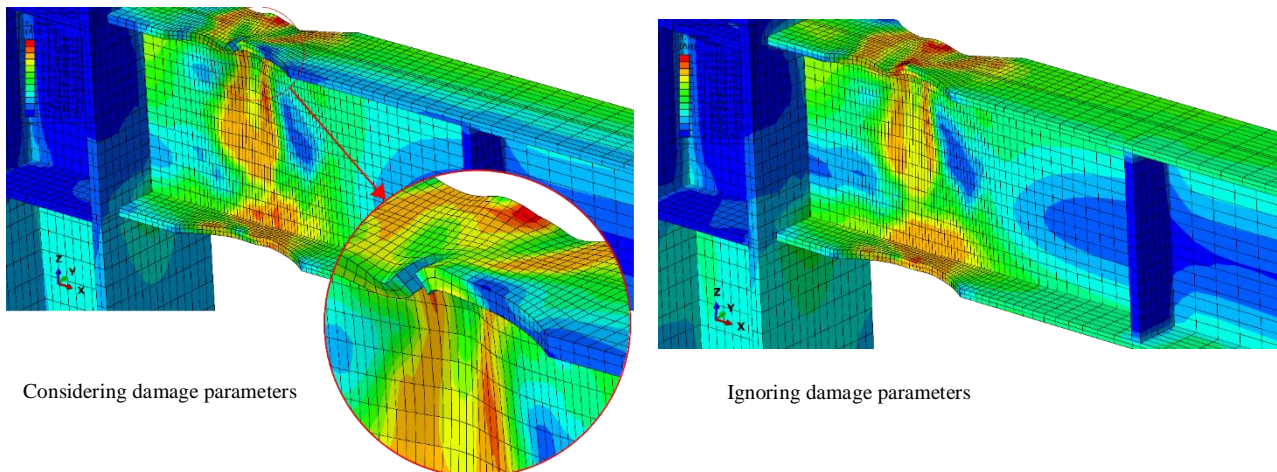 Z
Y
X
Z
Y
X
Considering damage parameters
Ignoring damage parameters